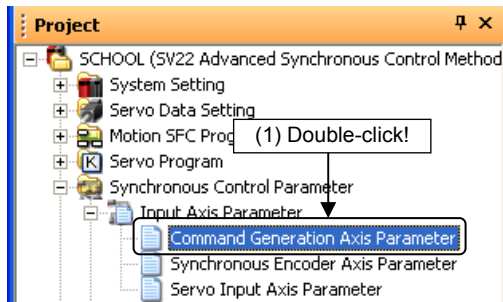 Project
SCHOOL (SV22 Advanced Synchronous Control Method
System Setting
Servo Data Setting
Motion SFC Prog
(1) Double-click!
Servo Program
Synchronous Control Parameter
Input Axis Parameter
Command Generation Axis Parameter
Synchronous Encoder Axis Parameter
Servo Input Axis Parameter